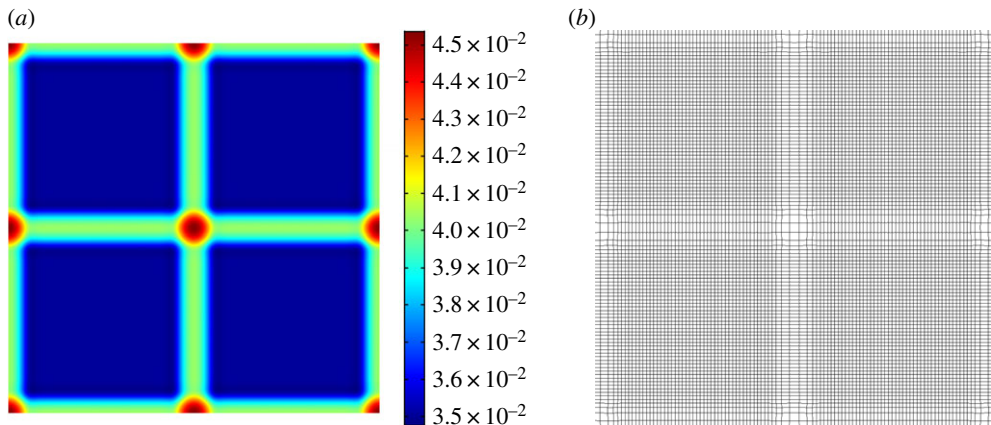 (a)
(b)
4.5 × 10⁻²
4.4 × 10⁻²
4.3 × 10⁻²
4.2 × 10⁻²
4.1 × 10⁻²
4.0 × 10⁻²
3.9 × 10⁻²
3.8 × 10⁻²
3.7 × 10⁻²
3.6 × 10⁻²
3.5 × 10⁻²